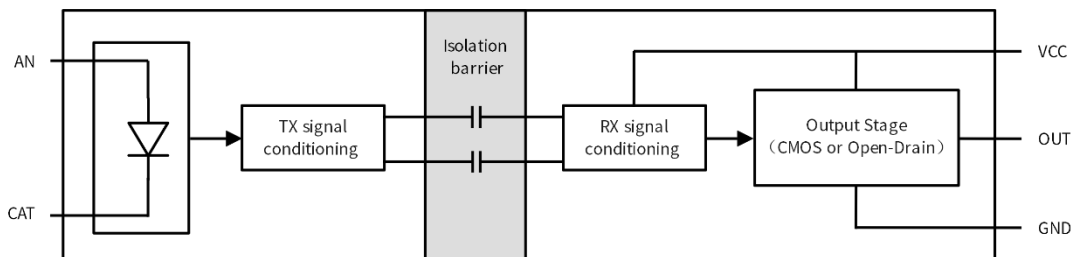 Isolation
barrier
AN
VCC
TX signal
conditioning
RX signal
conditioning
Output Stage
（CMOS or Open-Drain）
OUT
CAT
GND